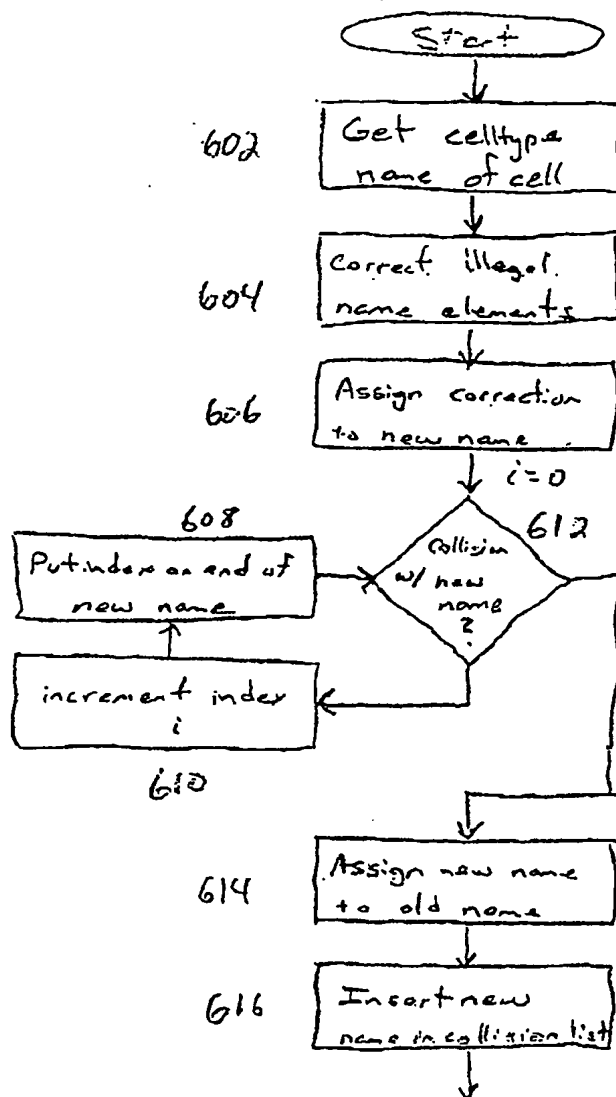 Start
602
Get celltype
name of cell
604
Correct illegal
name elements
606
Assign correction
to new name.
i=0
608
612
Put index on end of
new name
Collision
w/ new
name
?
increment index
i
610
614
Assign new name
to old name
616
Insert new
name in collision list